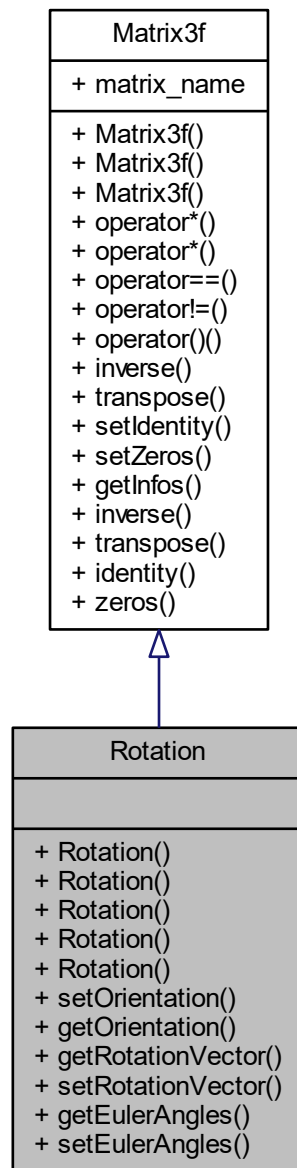 Matrix3f
+ matrix_name
+ Matrix3f()
+ Matrix3f()
+ Matrix3f()
+ operator*()
+ operator*()
+ operator==()
+ operator!=()
+ operator()()
+ inverse()
+ transpose()
+ setIdentity()
+ setZeros()
+ getInfos()
+ inverse()
+ transpose()
+ identity()
+ zeros()
Rotation
+ Rotation()
+ Rotation()
+ Rotation()
+ Rotation()
+ Rotation()
+ setOrientation()
+ getOrientation()
+ getRotationVector()
+ setRotationVector()
+ getEulerAngles()
+ setEulerAngles()